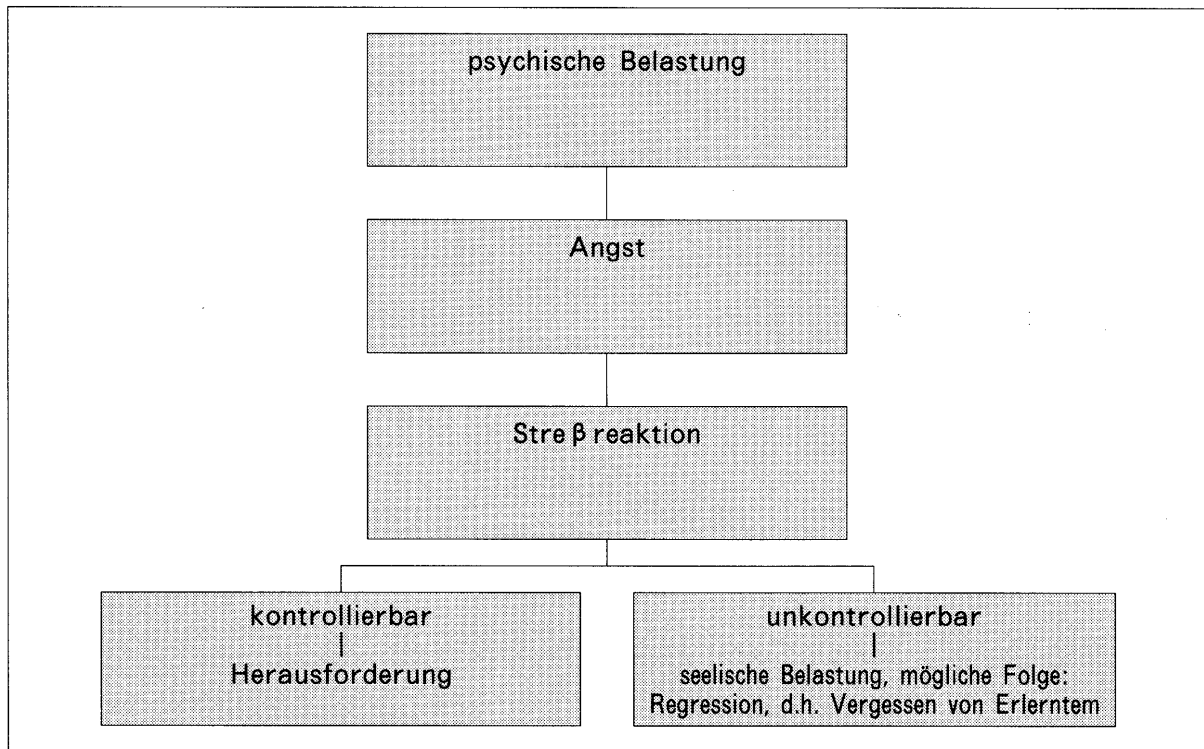 psychische Belastung
Angst
Streβreaktion
kontrollierbar
Herausforderung
unkontrollierbar
seelische Belastung, mögliche Folge:
Regression, d.h. Vergessen von Erlerntem